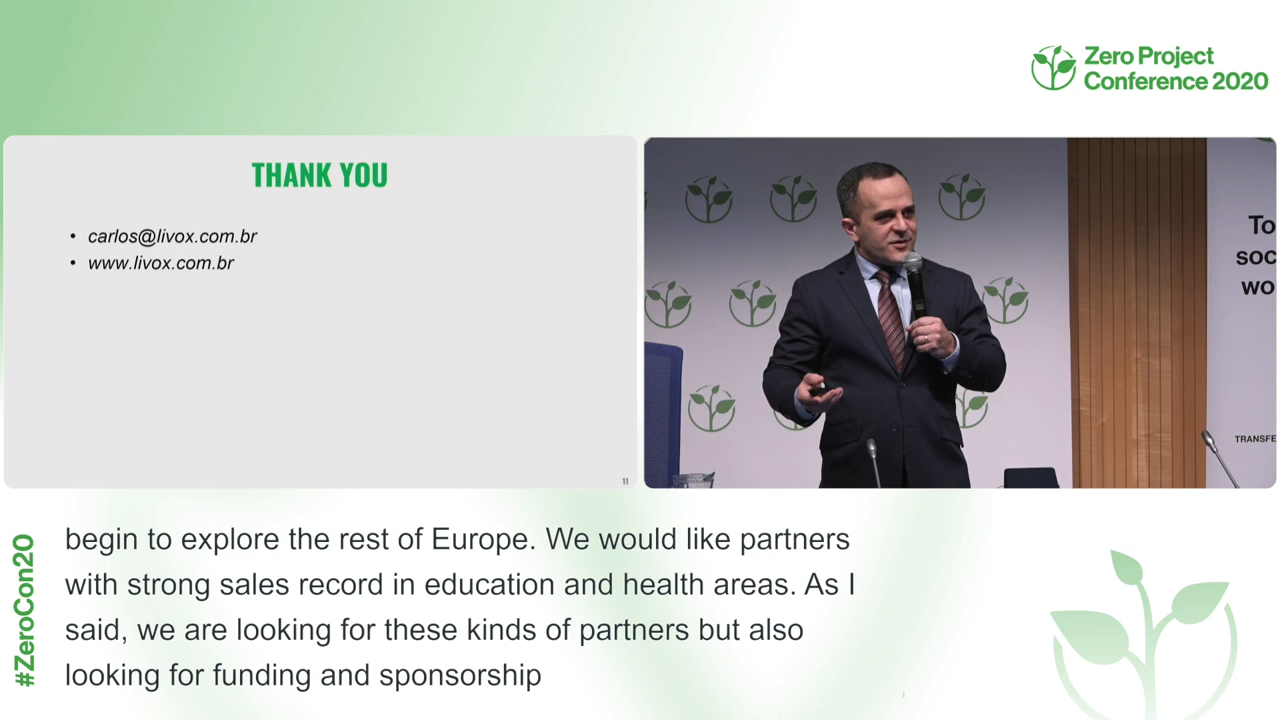 Zero Project
Conference 2020
THANK YOU
• carlos@livox.com.br
• www.livox.com.br
11
To
soc
wo
TRANSFE
#ZeroCon20
begin to explore the rest of Europe. We would like partners
with strong sales record in education and health areas. As I
said, we are looking for these kinds of partners but also
looking for funding and sponsorship